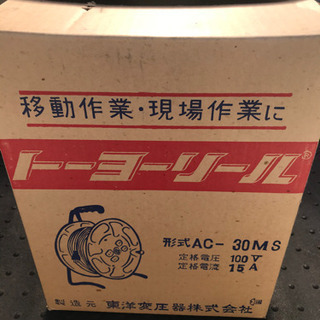 移動作業・現場作業に
トーヨーリール®
形式AC-30MS
定格電圧 100V
定格電流 15A
製造元 東洋変圧器株式会社